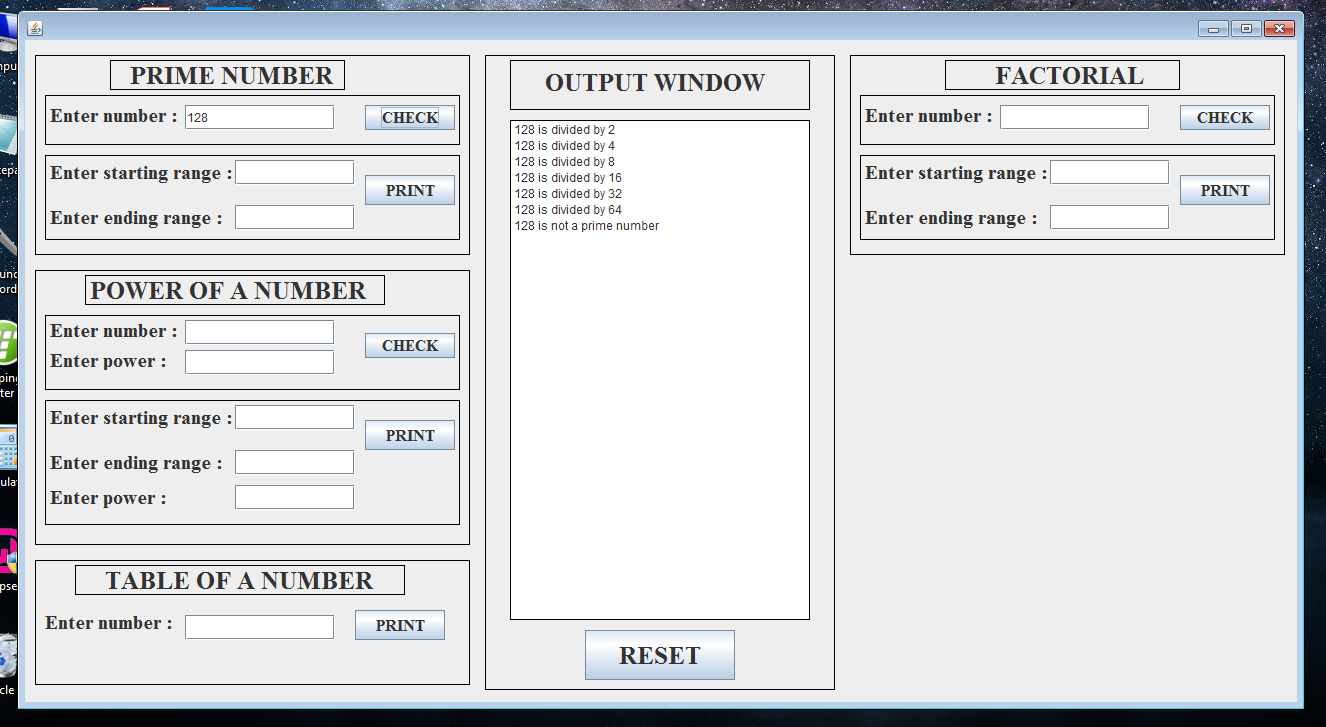 PRIME NUMBER
Enter number : 128 CHECK
Enter starting range :
PRINT
Enter ending range :
POWER OF A NUMBER
Enter number :
CHECK
Enter power :
Enter starting range :
PRINT
Enter ending range :
Enter power :
TABLE OF A NUMBER
Enter number : PRINT
OUTPUT WINDOW
128 is divided by 2
128 is divided by 4
128 is divided by 8
128 is divided by 16
128 is divided by 32
128 is divided by 64
128 is not a prime number
RESET
FACTORIAL
Enter number : CHECK
Enter starting range :
PRINT
Enter ending range :